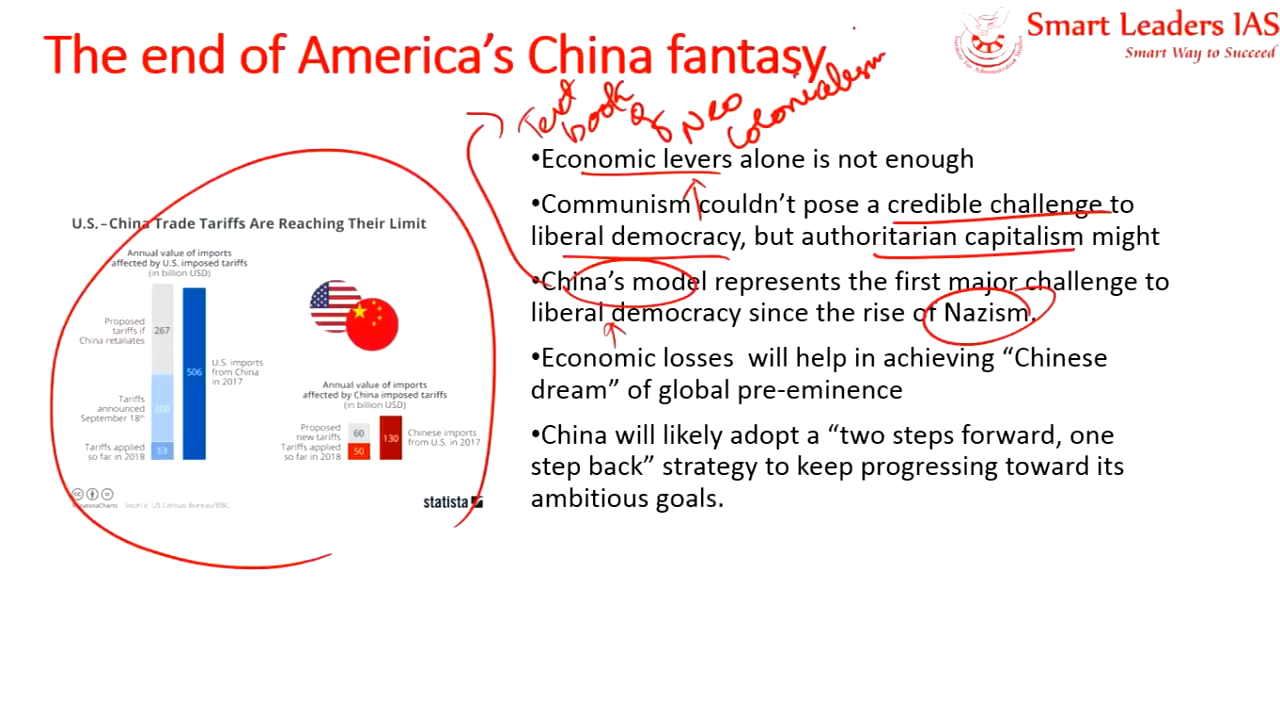 The end of America's China fantasy
Smart Leaders IAS
Smart Way to Succeed
Text book of Neo colonialism
U.S.–China Trade Tariffs Are Reaching Their Limit
Annual value of imports
affected by U.S. imposed tariffs
(in billion USD)
Proposed
tariffs if
China retaliates
267
506
U.S. imports
from China
in 2017
Tariffs
announced
September 18th
200
Tariffs applied
so far in 2018
53
Annual value of imports
affected by China imposed tariffs
(in billion USD)
Proposed
new tariffs
60
Tariffs applied
so far in 2018
50
130
Chinese imports
from U.S. in 2017
@StatistaCharts Source: US Census Bureau/BBC
statista
•Economic levers alone is not enough
•Communism couldn't pose a credible challenge to
liberal democracy, but authoritarian capitalism might
•China's model represents the first major challenge to
liberal democracy since the rise of Nazism.
•Economic losses will help in achieving "Chinese
dream" of global pre-eminence
•China will likely adopt a "two steps forward, one
step back" strategy to keep progressing toward its
ambitious goals.